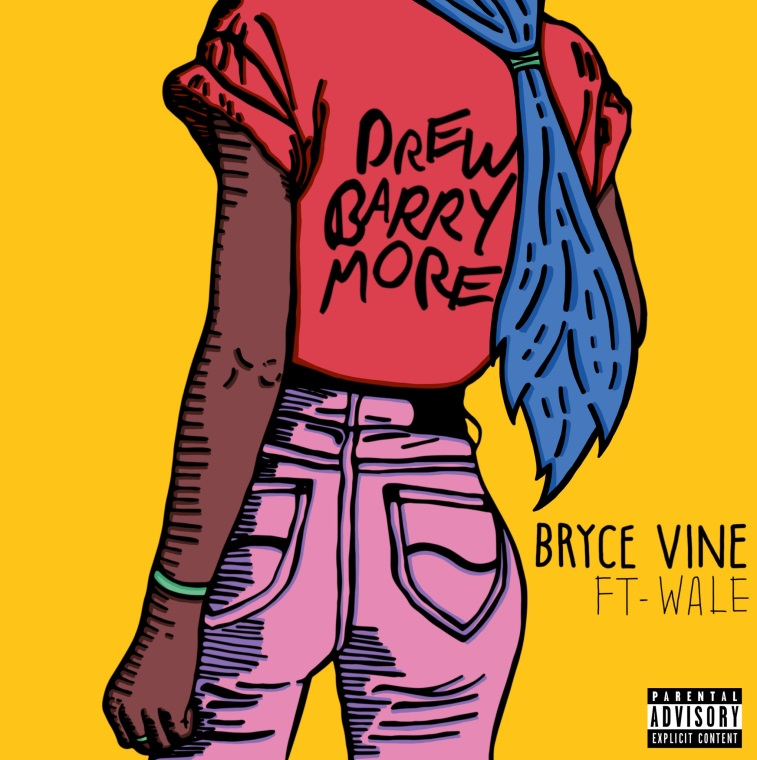 DREW
BARRY
MORE
BRYCE VINE
FT-WALE
PARENTAL
ADVISORY
EXPLICIT CONTENT